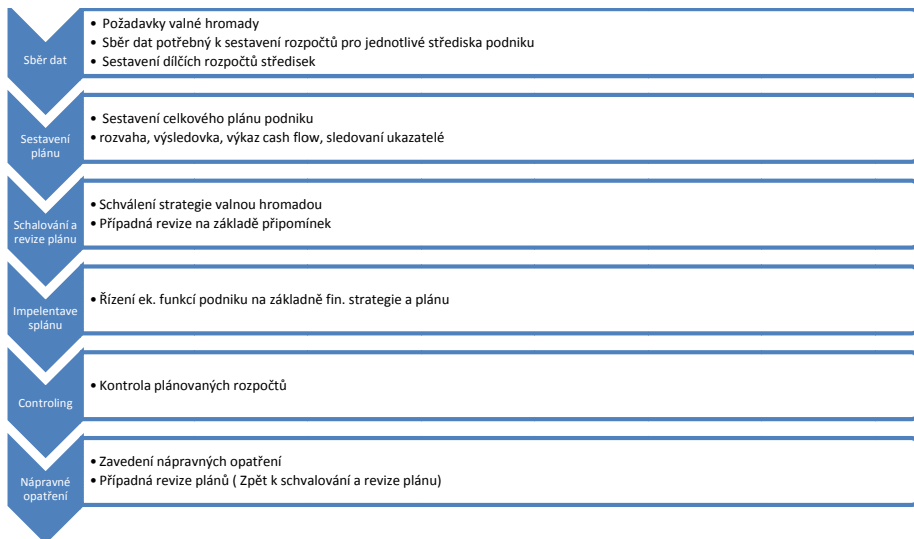 Sběr dat
• Požadavky valné hromady
• Sběr dat potřebný k sestavení rozpočtů pro jednotlivé střediska podniku
• Sestavení dílčích rozpočtů středisek
Sestavení
plánu
• Sestavení celkového plánu podniku
• rozvaha, výsledovka, výkaz cash flow, sledovaní ukazatelé
Schalování a
revize plánu
• Schválení strategie valnou hromadou
• Případná revize na základě připomínek
Impelentave
splánu
• Řízení ek. funkcí podniku na základně fin. strategie a plánu
Controling
• Kontrola plánovaných rozpočtů
Nápravné
opatření
• Zavedení nápravných opatření
• Případná revize plánů ( Zpět k schvalování a revize plánu)